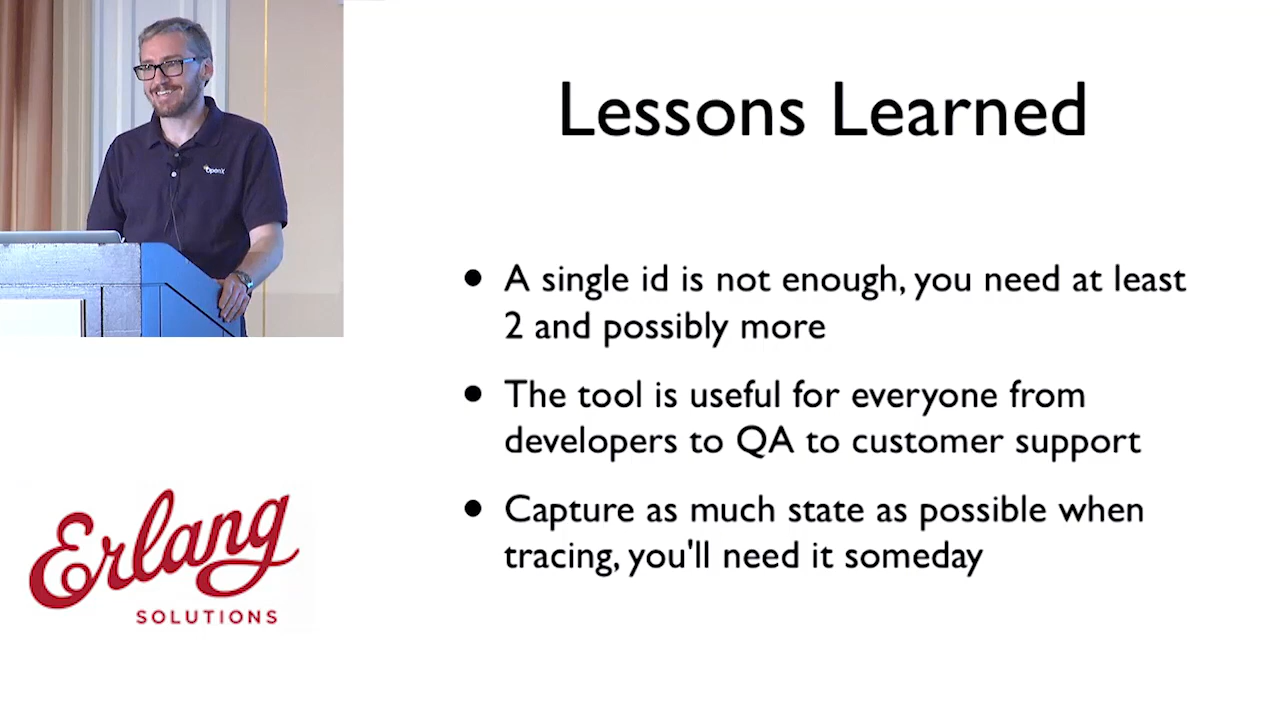 OpenX
Lessons Learned
• A single id is not enough, you need at least
2 and possibly more
• The tool is useful for everyone from
developers to QA to customer support
• Capture as much state as possible when
tracing, you'll need it someday
Erlang
SOLUTIONS